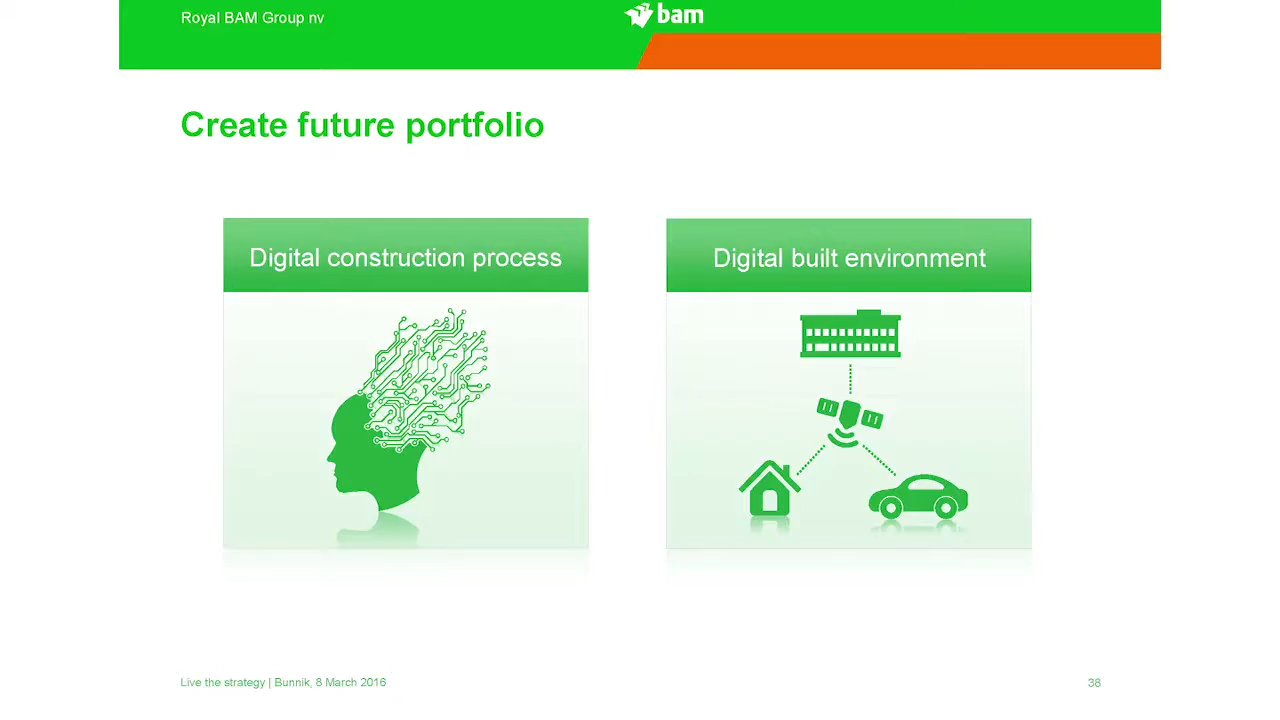 Royal BAM Group nv
bam
Create future portfolio
Digital construction process
Digital built environment
Live the strategy | Bunnik, 8 March 2016
38